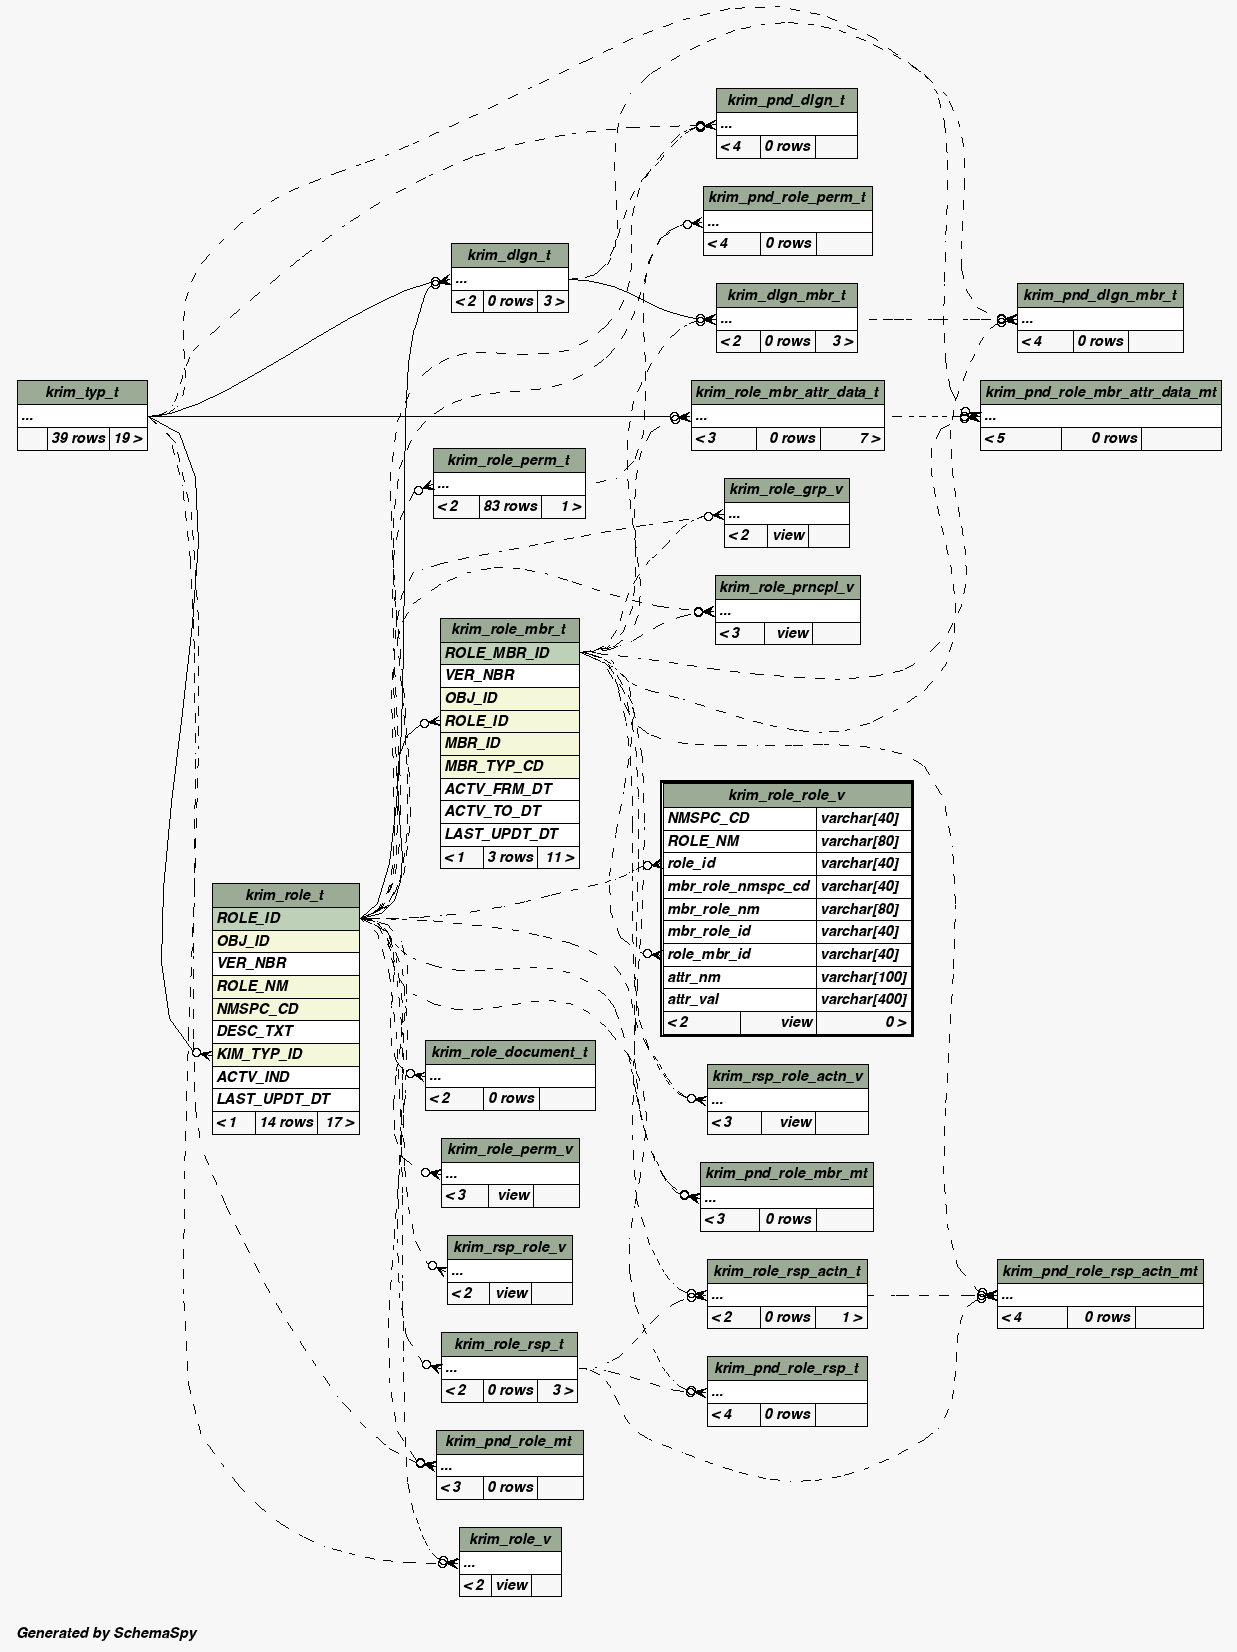 krim_pnd_dlgn_t
...
< 4 0 rows
krim_pnd_role_perm_t
...
< 4 0 rows
krim_dlgn_t
...
< 2 0 rows 3 >
krim_dlgn_mbr_t
...
< 2 0 rows 3 >
krim_pnd_dlgn_mbr_t
...
< 4 0 rows
krim_typ_t
...
39 rows 19 >
krim_role_mbr_attr_data_t
...
< 3 0 rows 7 >
krim_pnd_role_mbr_attr_data_mt
...
< 5 0 rows
krim_role_perm_t
...
< 2 83 rows 1 >
krim_role_grp_v
...
< 2 view
krim_role_prncpl_v
...
< 3 view
krim_role_mbr_t
ROLE_MBR_ID
VER_NBR
OBJ_ID
ROLE_ID
MBR_ID
MBR_TYP_CD
ACTV_FRM_DT
ACTV_TO_DT
LAST_UPDT_DT
< 1 3 rows 11 >
krim_role_role_v
NMSPC_CD varchar[40]
ROLE_NM varchar[80]
role_id varchar[40]
mbr_role_nmspc_cd varchar[40]
mbr_role_nm varchar[80]
mbr_role_id varchar[40]
role_mbr_id varchar[40]
attr_nm varchar[100]
attr_val varchar[400]
< 2 view 0 >
krim_role_t
ROLE_ID
OBJ_ID
VER_NBR
ROLE_NM
NMSPC_CD
DESC_TXT
KIM_TYP_ID
ACTV_IND
LAST_UPDT_DT
< 1 14 rows 17 >
krim_role_document_t
...
< 2 0 rows
krim_rsp_role_actn_v
...
< 3 view
krim_role_perm_v
...
< 3 view
krim_pnd_role_mbr_mt
...
< 3 0 rows
krim_rsp_role_v
...
< 2 view
krim_role_rsp_actn_t
...
< 2 0 rows 1 >
krim_pnd_role_rsp_actn_mt
...
< 4 0 rows
krim_role_rsp_t
...
< 2 0 rows 3 >
krim_pnd_role_rsp_t
...
< 4 0 rows
krim_pnd_role_mt
...
< 3 0 rows
krim_role_v
...
< 2 view
Generated by SchemaSpy